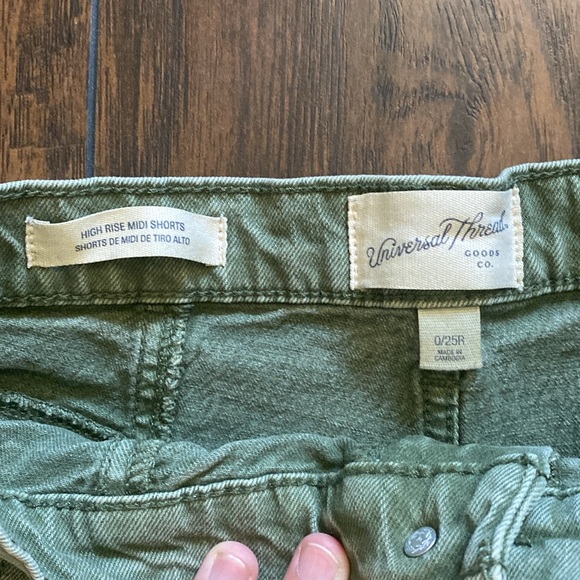 HIGH RISE MIDI SHORTS
SHORTS DE MIDI DE TIRO ALTO
Universal Thread
GOODS
CO.
0/25R
MADE IN
CAMBODIA